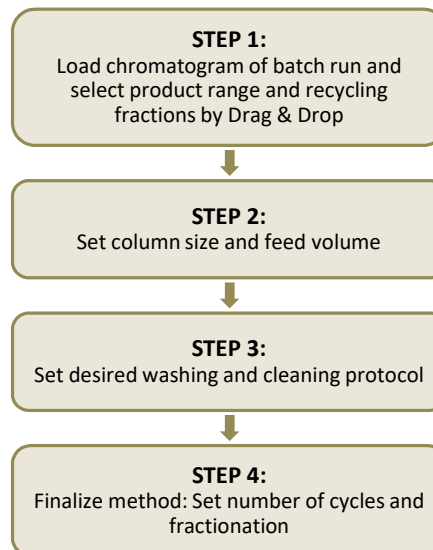 STEP 1:
Load chromatogram of batch run and
select product range and recycling
fractions by Drag & Drop
STEP 2:
Set column size and feed volume
STEP 3:
Set desired washing and cleaning protocol
STEP 4:
Finalize method: Set number of cycles and
fractionation